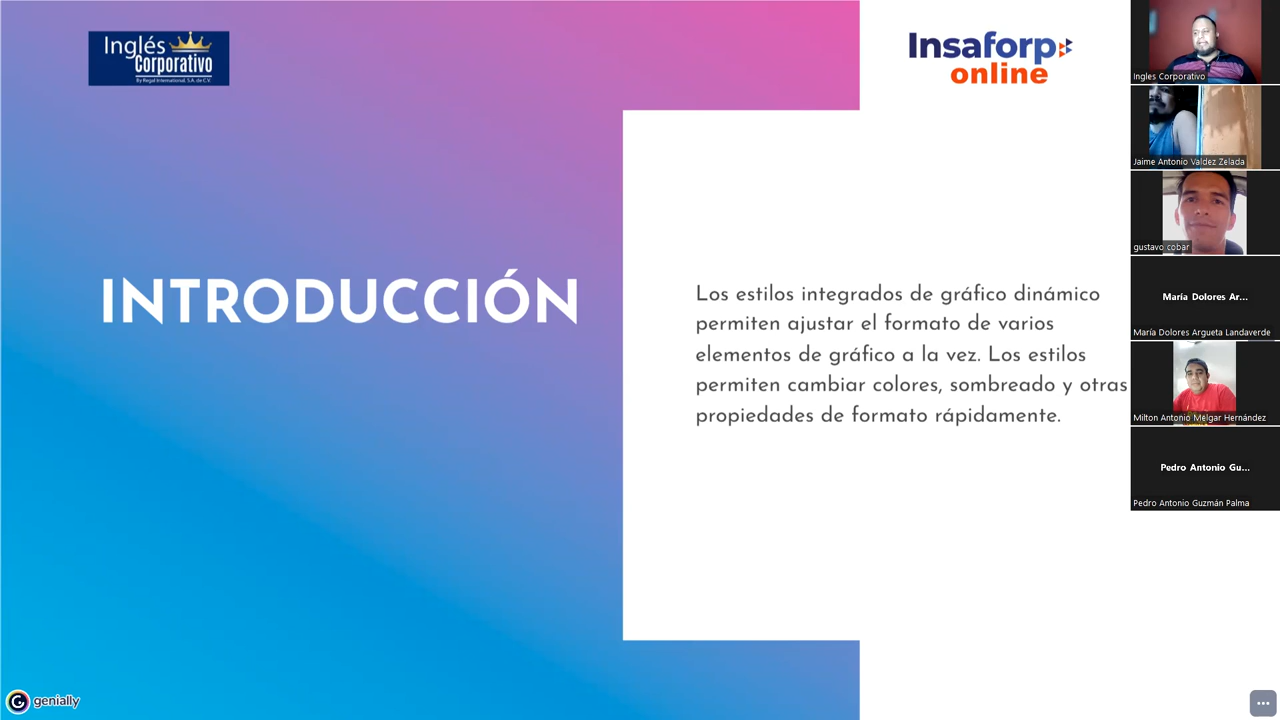 Inglés
Corporativo
By Regal International, S.A. de C.V.
Insaforp
online
INTRODUCCIÓN
Los estilos integrados de gráfico dinámico
permiten ajustar el formato de varios
elementos de gráfico a la vez. Los estilos
permiten cambiar colores, sombreado y otras
propiedades de formato rápidamente.
genially
Ingles Corporativo
Jaime Antonio Valdez Zelada
gustavo cobar
María Dolores Ar...
María Dolores Argueta Landaverde
Milton Antonio Melgar Hernández
Pedro Antonio Gu...
Pedro Antonio Guzmán Palma